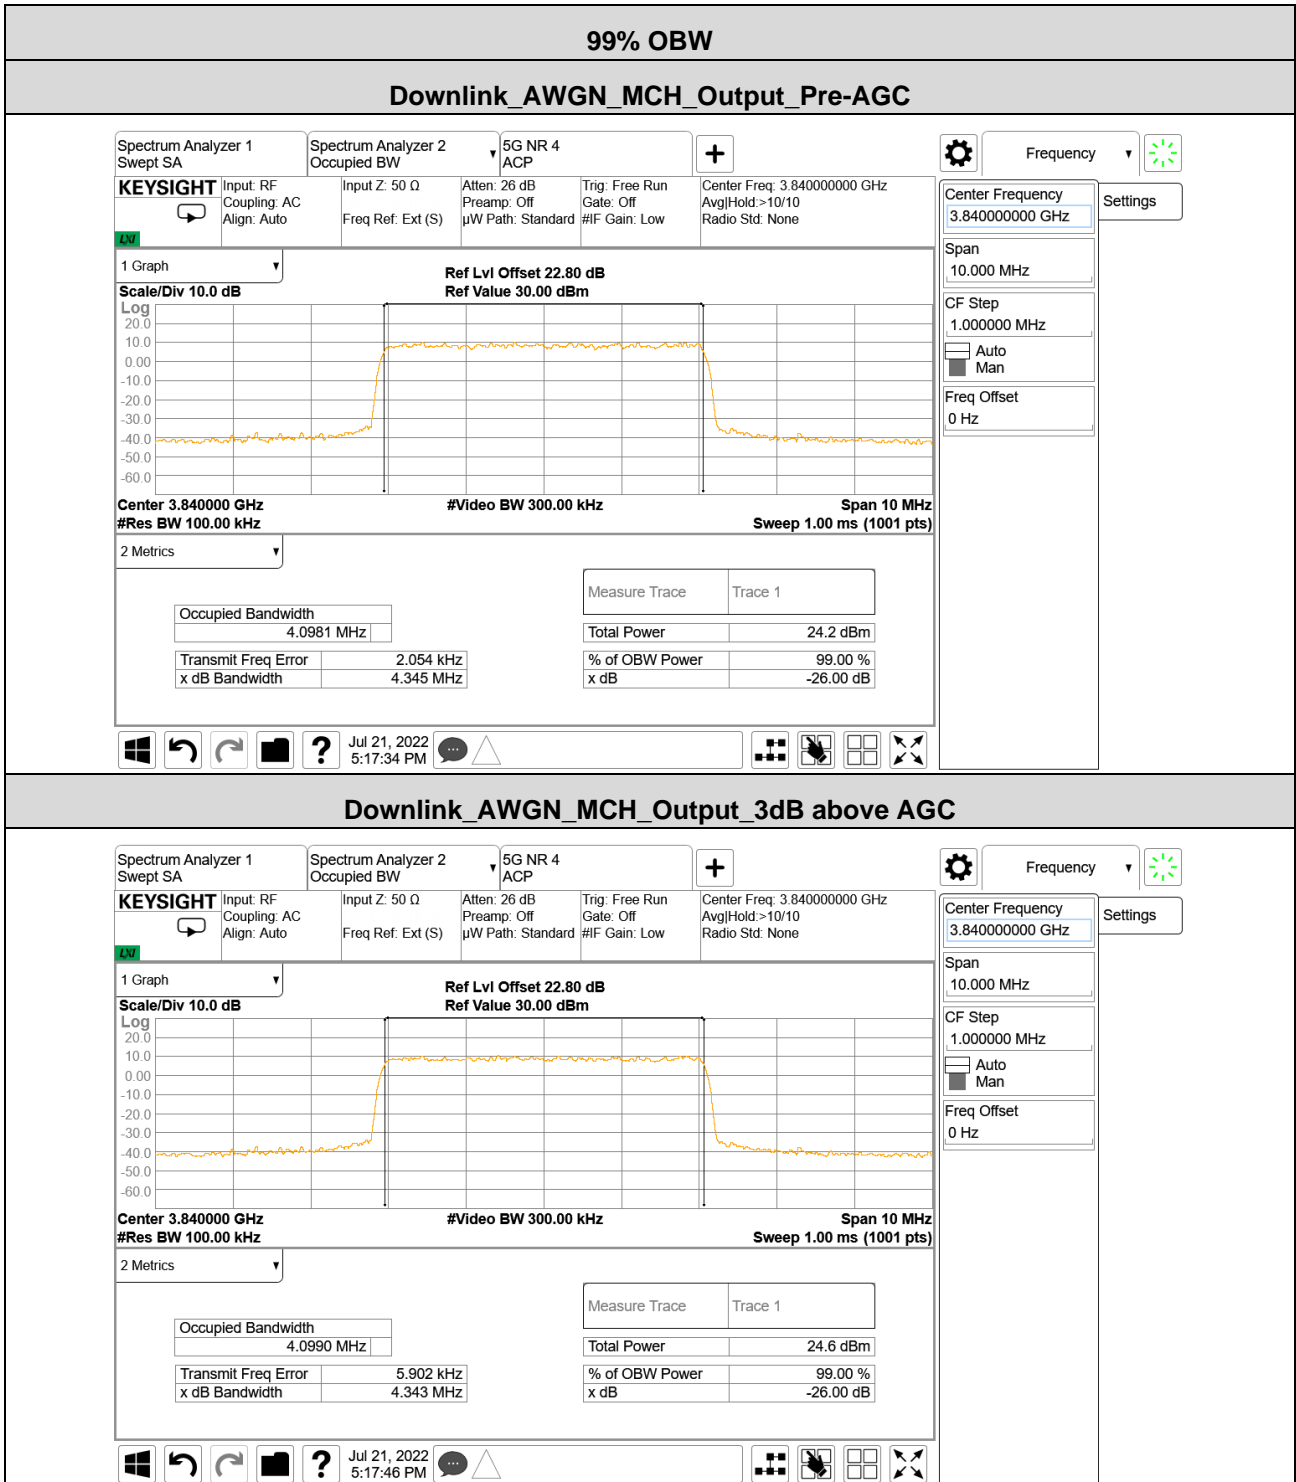 99% OBW
Downlink_AWGN_MCH_Output_Pre-AGC
Spectrum Analyzer 1
Swept SA
Spectrum Analyzer 2
Occupied BW
5G NR 4
ACP
Frequency
KEYSIGHT
Input: RF
Coupling: AC
Align: Auto
Input Z: 50 Ω
Freq Ref: Ext (S)
Atten: 26 dB
Preamp: Off
µW Path: Standard
Trig: Free Run
Gate: Off
#IF Gain: Low
Center Freq: 3.840000000 GHz
Avg|Hold:>10/10
Radio Std: None
LXI
Center Frequency
3.840000000 GHz
Settings
Span
10.000 MHz
CF Step
1.000000 MHz
Auto
Man
Freq Offset
0 Hz
1 Graph
Ref Lvl Offset 22.80 dB
Scale/Div 10.0 dB
Ref Value 30.00 dBm
Log
20.0
10.0
0.00
-10.0
-20.0
-30.0
-40.0
-50.0
-60.0
Center 3.840000 GHz
#Video BW 300.00 kHz
Span 10 MHz
#Res BW 100.00 kHz
Sweep 1.00 ms (1001 pts)
2 Metrics
Measure Trace
Trace 1
Occupied Bandwidth
4.0981 MHz
Total Power
24.2 dBm
Transmit Freq Error
2.054 kHz
% of OBW Power
99.00 %
x dB Bandwidth
4.345 MHz
x dB
-26.00 dB
?
Jul 21, 2022
5:17:34 PM
Downlink_AWGN_MCH_Output_3dB above AGC
Spectrum Analyzer 1
Swept SA
Spectrum Analyzer 2
Occupied BW
5G NR 4
ACP
Frequency
KEYSIGHT
Input: RF
Coupling: AC
Align: Auto
Input Z: 50 Ω
Freq Ref: Ext (S)
Atten: 26 dB
Preamp: Off
µW Path: Standard
Trig: Free Run
Gate: Off
#IF Gain: Low
Center Freq: 3.840000000 GHz
Avg|Hold:>10/10
Radio Std: None
LXI
Center Frequency
3.840000000 GHz
Settings
Span
10.000 MHz
CF Step
1.000000 MHz
Auto
Man
Freq Offset
0 Hz
1 Graph
Ref Lvl Offset 22.80 dB
Scale/Div 10.0 dB
Ref Value 30.00 dBm
Log
20.0
10.0
0.00
-10.0
-20.0
-30.0
-40.0
-50.0
-60.0
Center 3.840000 GHz
#Video BW 300.00 kHz
Span 10 MHz
#Res BW 100.00 kHz
Sweep 1.00 ms (1001 pts)
2 Metrics
Measure Trace
Trace 1
Occupied Bandwidth
4.0990 MHz
Total Power
24.6 dBm
Transmit Freq Error
5.902 kHz
% of OBW Power
99.00 %
x dB Bandwidth
4.343 MHz
x dB
-26.00 dB
?
Jul 21, 2022
5:17:46 PM